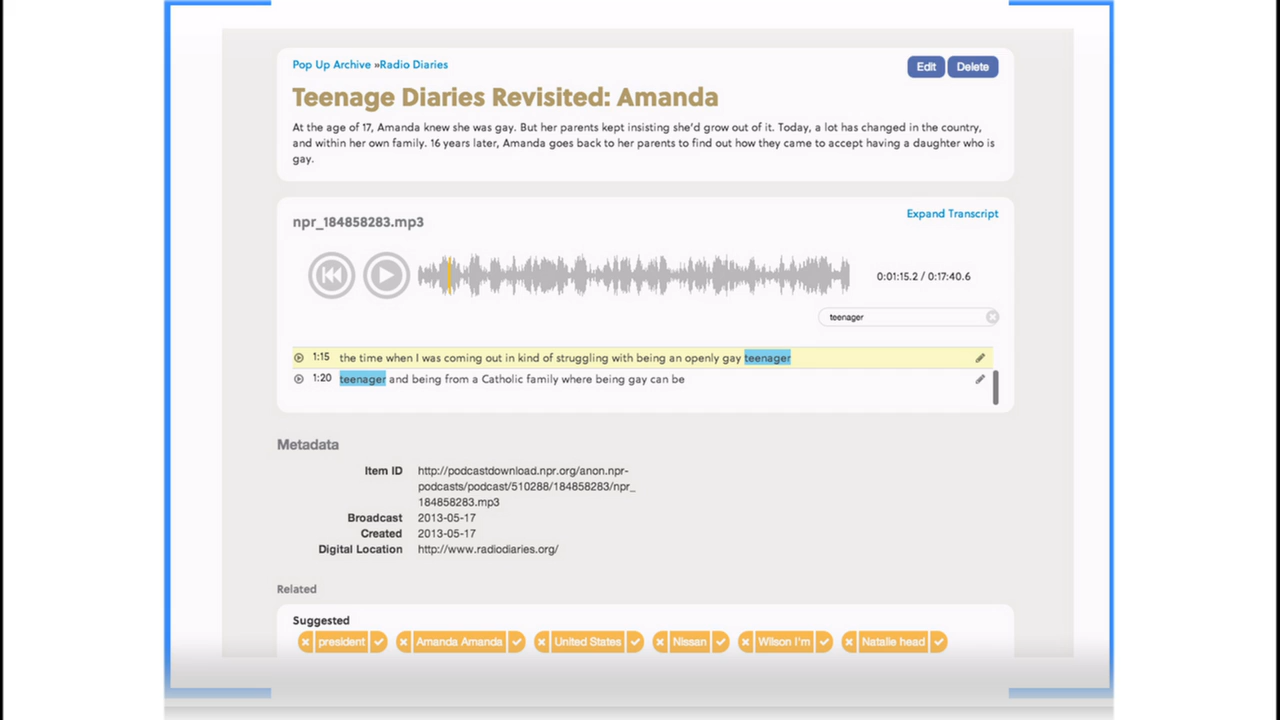 Pop Up Archive »Radio Diaries
Edit
Delete
Teenage Diaries Revisited: Amanda
At the age of 17, Amanda knew she was gay. But her parents kept insisting she'd grow out of it. Today, a lot has changed in the country,
and within her own family. 16 years later, Amanda goes back to her parents to find out how they came to accept having a daughter who is
gay.
npr_184858283.mp3
Expand Transcript
0:01:15.2 / 0:17:40.6
teenager
1:15 the time when I was coming out in kind of struggling with being an openly gay teenager
1:20 teenager and being from a Catholic family where being gay can be
Metadata
Item ID http://podcastdownload.npr.org/anon.npr-
podcasts/podcast/510288/184858283/npr_
184858283.mp3
Broadcast 2013-05-17
Created 2013-05-17
Digital Location http://www.radiodiaries.org/
Related
Suggested
president Amanda Amanda United States Nissan Wilson I'm Natalie head